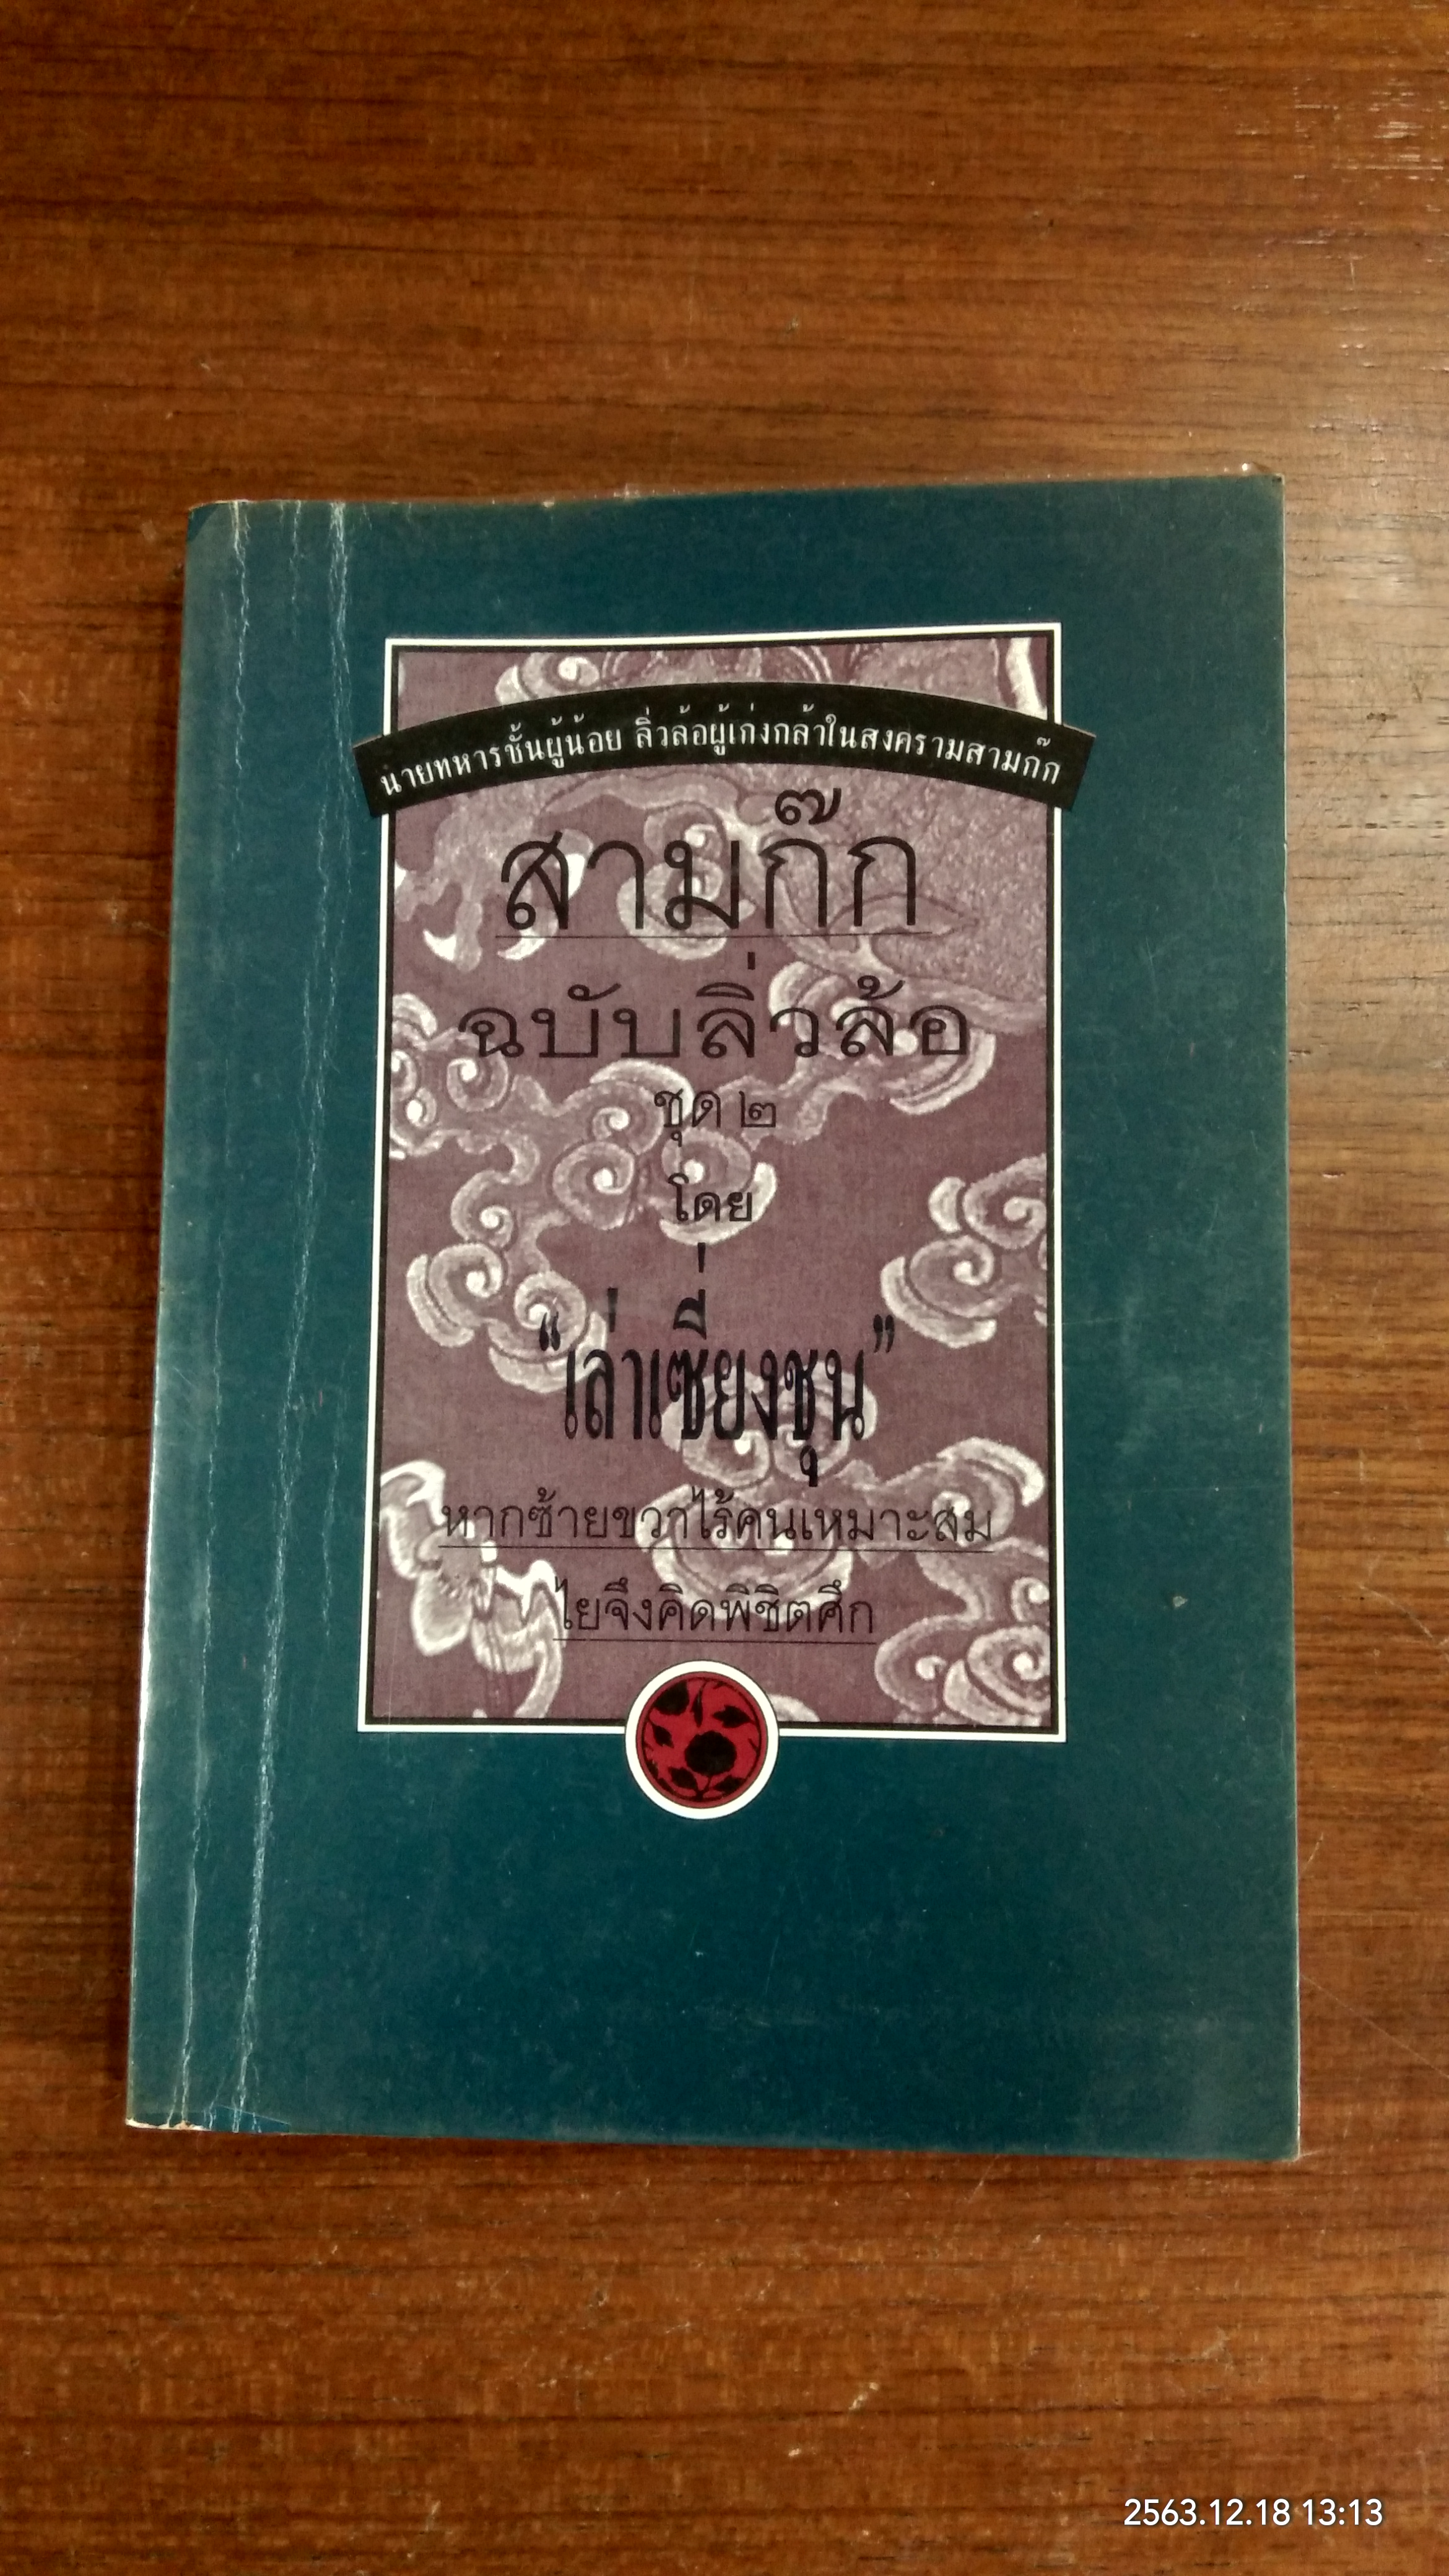 นายทหารชั้นผู้น้อย ลิ่วล้อผู้เก่งกล้าในสงครามสามก๊ก
สามก๊ก
ฉบับลิ่วล้อ
ชุด ๒
โดย
“เล่าเซี่ยงชุน”
หากซ้ายขวาไร้คนเหมาะสม
ไยจึงคิดพิชิตศึก
2563.12.18 13:13